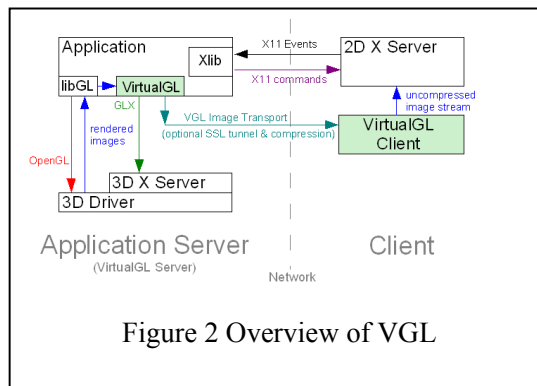 Application
Xlib
libGL
VirtualGL
X11 Events
X11 commands
2D X Server
GLX
rendered
images
VGL Image Transport
(optional SSL tunnel & compression)
uncompressed
image stream
VirtualGL
Client
OpenGL
3D X Server
3D Driver
Application Server
(VirtualGL Server)
Network
Client
Figure 2 Overview of VGL